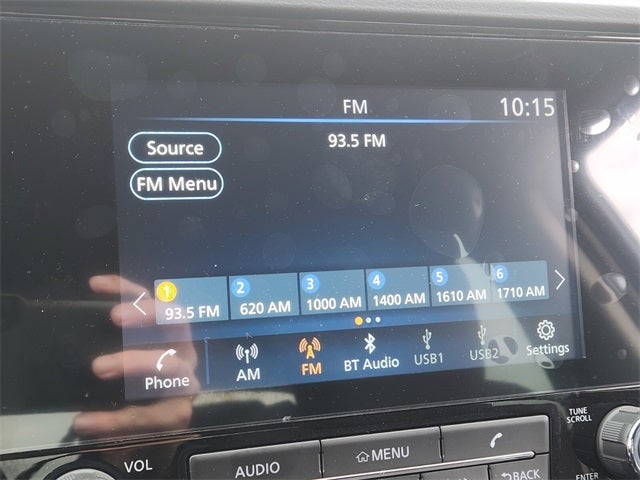 FM
10:15
Source
93.5 FM
FM Menu
1 2 3 4 5 6
93.5 FM 620 AM 1000 AM 1400 AM 1610 AM 1710 AM
Phone AM FM BT Audio USB1 USB2 Settings
VOL AUDIO MENU
TUNE
SCROLL
BACK
ENTER